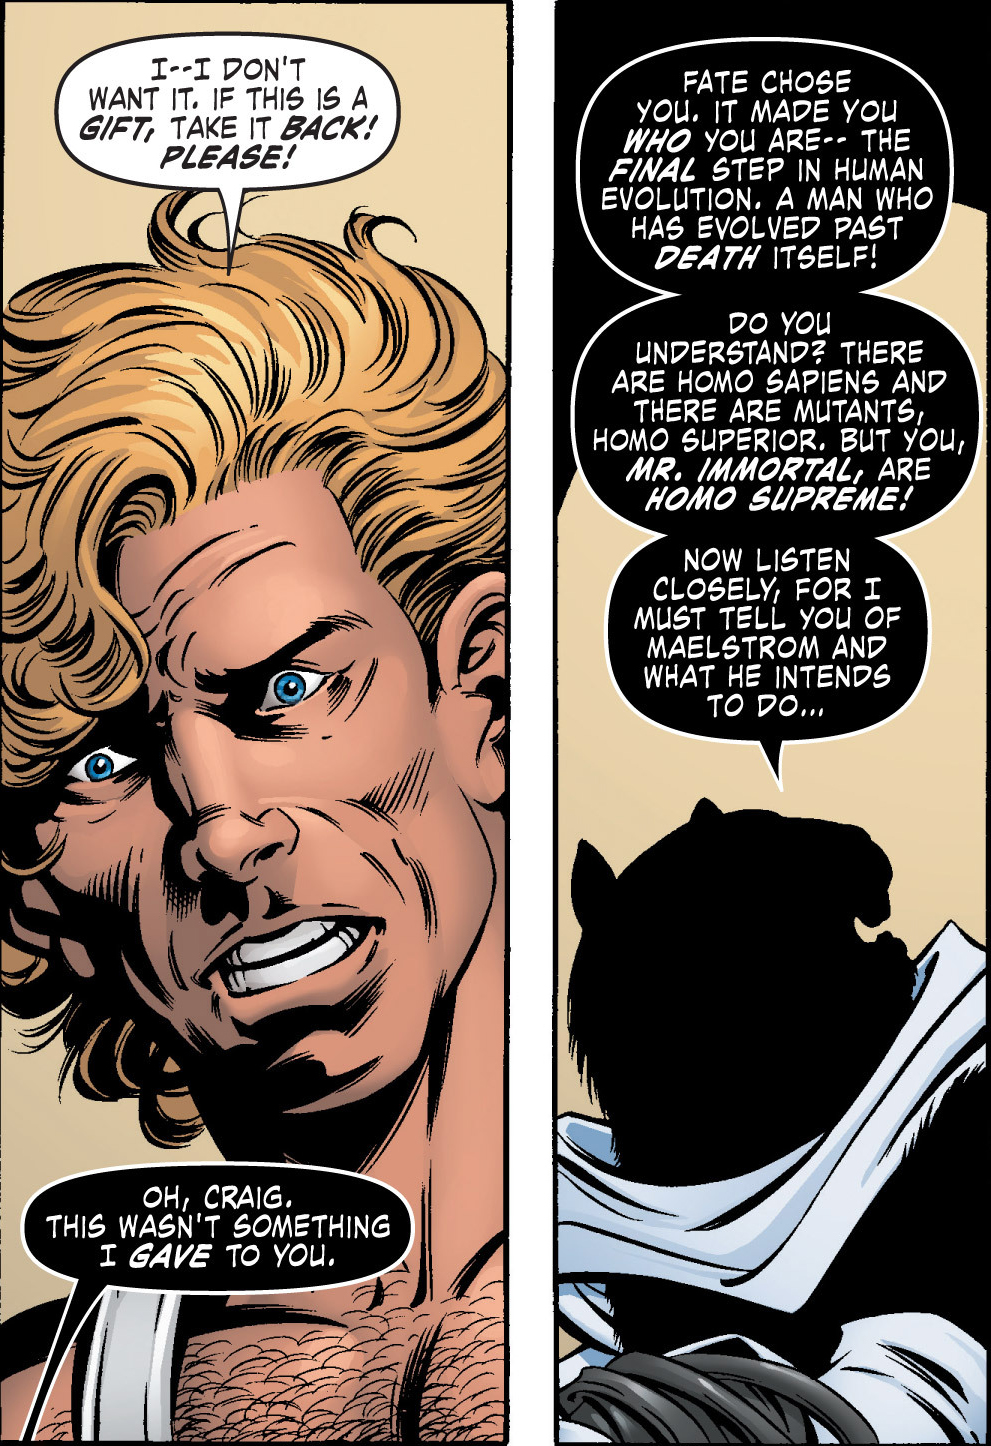 I--I DON'T
WANT IT. IF THIS IS A
GIFT, TAKE IT BACK!
PLEASE!
OH, CRAIG.
THIS WASN'T SOMETHING
I GAVE TO YOU.
FATE CHOSE
YOU. IT MADE YOU
WHO YOU ARE-- THE
FINAL STEP IN HUMAN
EVOLUTION. A MAN WHO
HAS EVOLVED PAST
DEATH ITSELF!
DO YOU
UNDERSTAND? THERE
ARE HOMO SAPIENS AND
THERE ARE MUTANTS,
HOMO SUPERIOR. BUT YOU,
MR. IMMORTAL, ARE
HOMO SUPREME!
NOW LISTEN
CLOSELY, FOR I
MUST TELL YOU OF
MAELSTROM AND
WHAT HE INTENDS
TO DO...